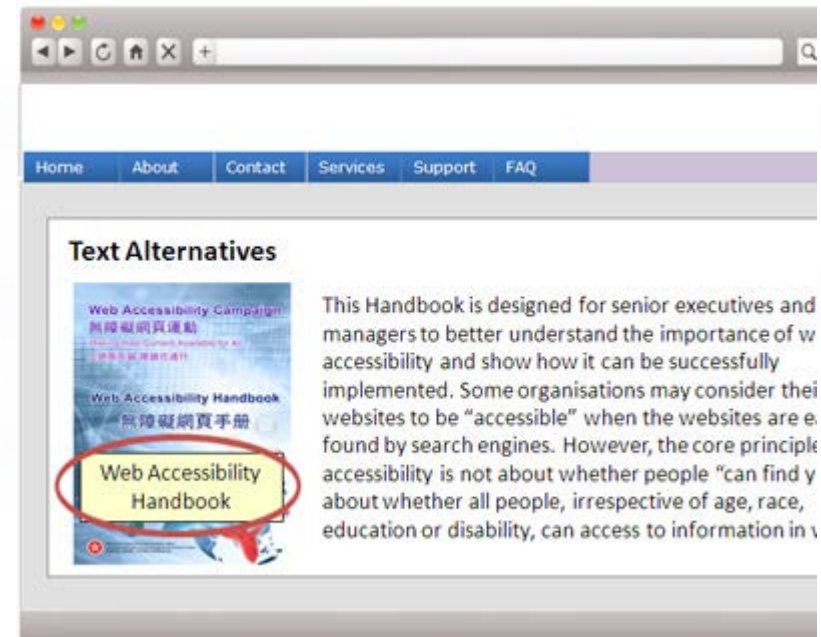 Home About Contact Services Support FAQ
Text Alternatives
Web Accessibility Campaign
無障礙網頁運動
Web Accessibility Handbook
無障礙網頁手冊
Web Accessibility
Handbook
This Handbook is designed for senior executives and
managers to better understand the importance of w
accessibility and show how it can be successfully
implemented. Some organisations may consider thei
websites to be “accessible” when the websites are ea
found by search engines. However, the core principle
accessibility is not about whether people “can find y
about whether all people, irrespective of age, race,
education or disability, can access to information in v